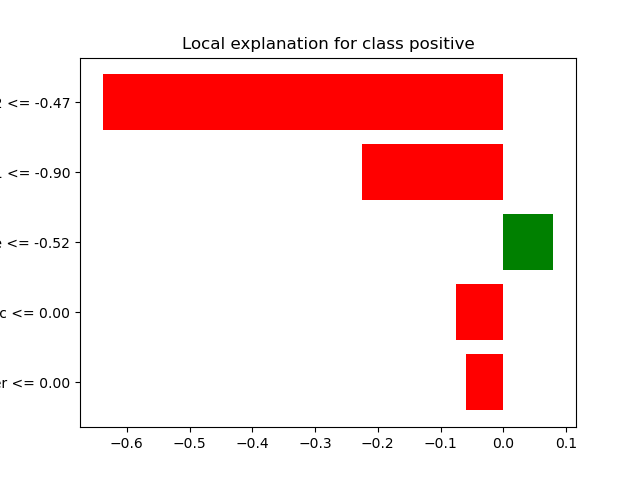 Local explanation for class positive
2 <= -0.47
<= -0.90
e <= -0.52
c <= 0.00
er <= 0.00
−0.6 −0.5 −0.4 −0.3 −0.2 −0.1 0.0 0.1